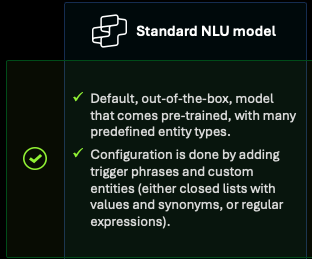 Standard NLU model
Default, out-of-the-box, model
that comes pre-trained, with many
predefined entity types.
Configuration is done by adding
trigger phrases and custom
entities (either closed lists with
values and synonyms, or regular
expressions).